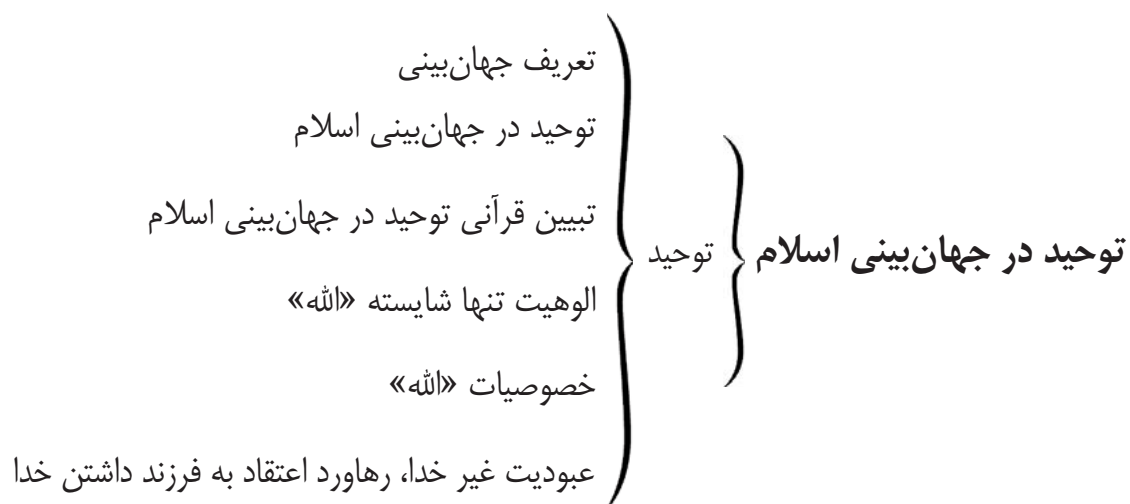 توحید در جهان‌بینی اسلام
توحید
تعریف جهان‌بینی
توحید در جهان‌بینی اسلام
تبیین قرآنی توحید در جهان‌بینی اسلام
الوهیت تنها شایسته «الله»
خصوصیات «الله»
عبودیت غیر خدا، رهاورد اعتقاد به فرزند داشتن خدا